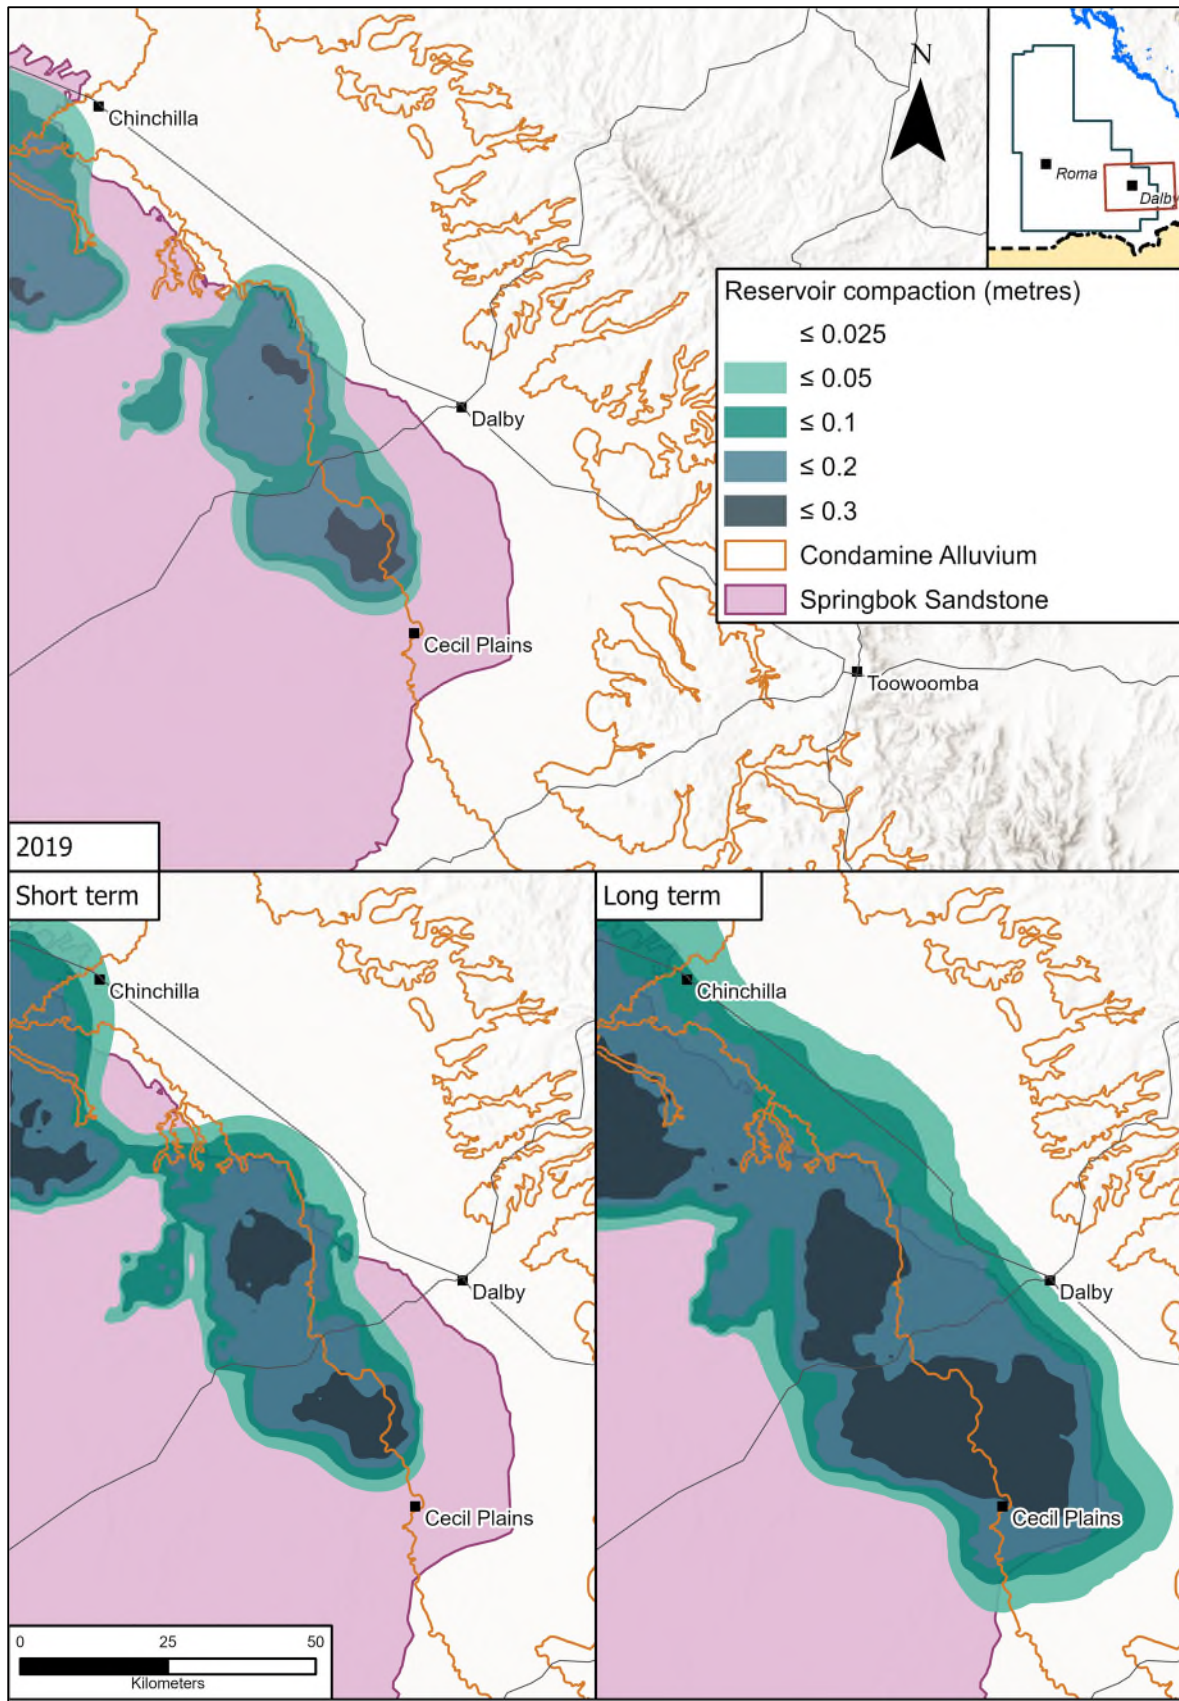 N
Chinchilla
Roma
Dalby
Reservoir compaction (metres)
≤ 0.025
≤ 0.05
≤ 0.1
≤ 0.2
≤ 0.3
Condamine Alluvium
Springbok Sandstone
Dalby
Cecil Plains
Toowoomba
2019
Short term
Chinchilla
Dalby
Cecil Plains
0 25 50
Kilometers
Long term
Chinchilla
Dalby
Cecil Plains